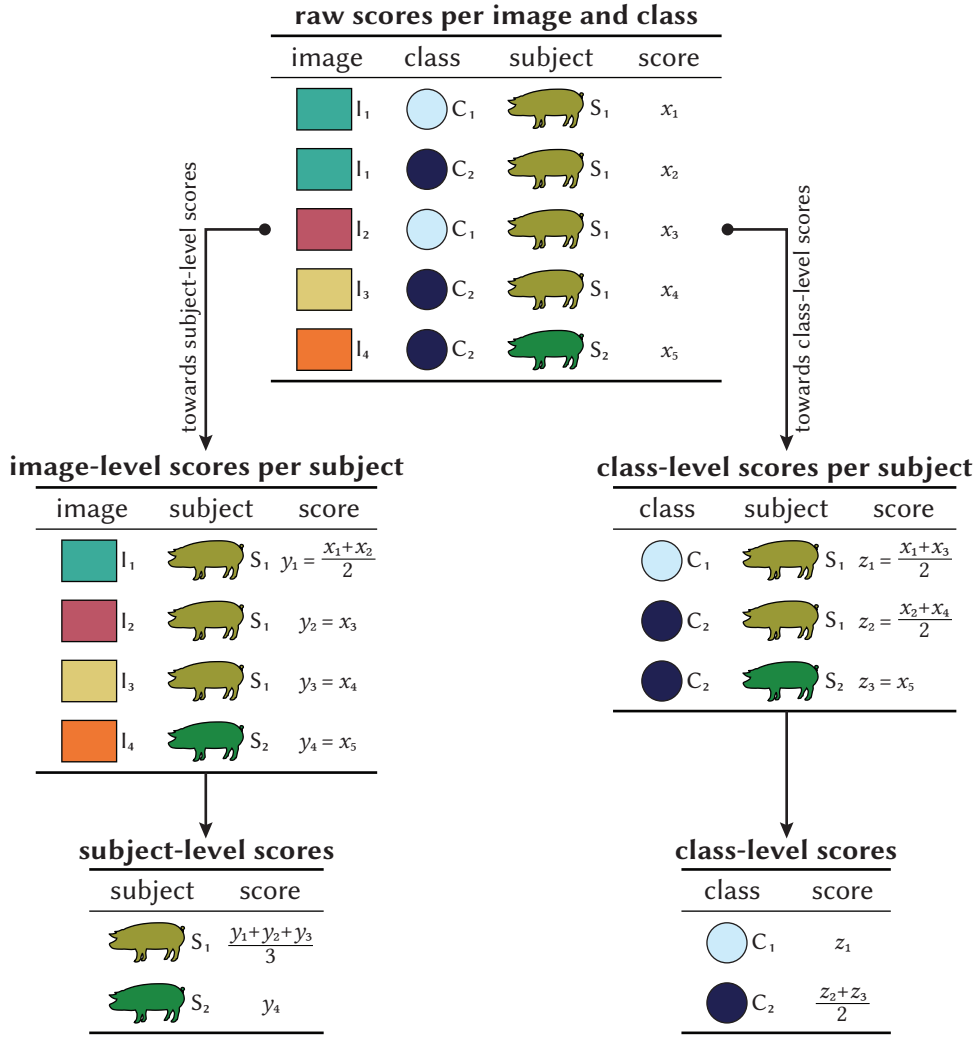 raw scores per image and class
image class subject score
I₁ C₁ S₁ x₁
I₁ C₂ S₁ x₂
I₂ C₁ S₁ x₃
I₃ C₂ S₁ x₄
I₄ C₂ S₂ x₅
towards subject-level scores
towards class-level scores
image-level scores per subject
image subject score
I₁ S₁ y₁ = (x₁+x₂)/2
I₂ S₁ y₂ = x₃
I₃ S₁ y₃ = x₄
I₄ S₂ y₄ = x₅
class-level scores per subject
class subject score
C₁ S₁ z₁ = (x₁+x₃)/2
C₂ S₁ z₂ = (x₂+x₄)/2
C₂ S₂ z₃ = x₅
subject-level scores
subject score
S₁ (y₁+y₂+y₃)/3
S₂ y₄
class-level scores
class score
C₁ z₁
C₂ (z₂+z₃)/2